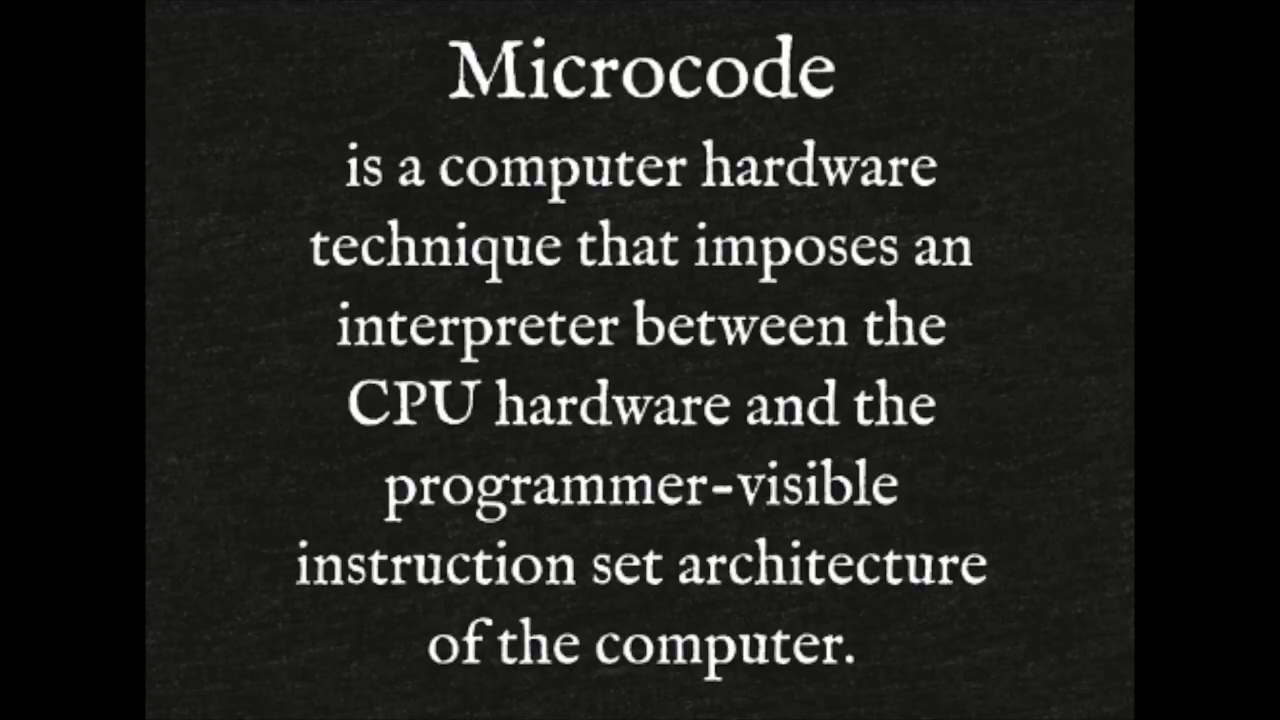 Microcode
is a computer hardware
technique that imposes an
interpreter between the
CPU hardware and the
programmer-visible
instruction set architecture
of the computer.